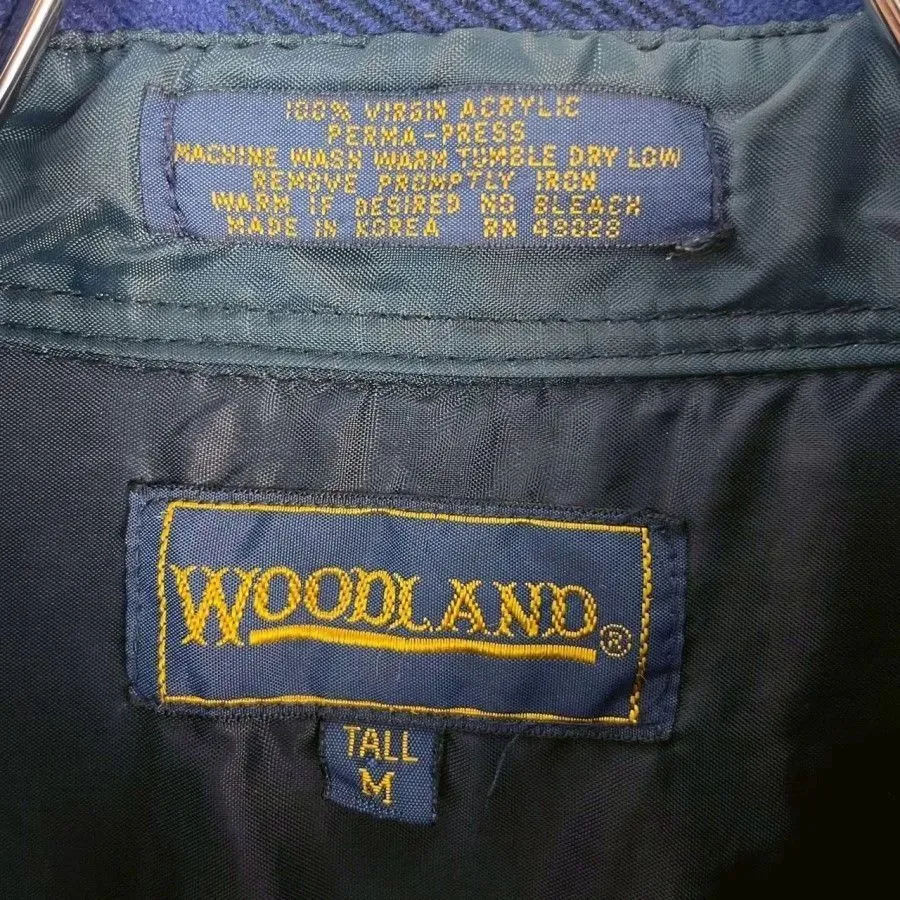 100% VIRGIN ACRYLIC
PERMA-PRESS
MACHINE WASH WARM TUMBLE DRY LOW
REMOVE PROMPTLY IRON
WARM IF DESIRED NO BLEACH
MADE IN KOREA RN 49823
WOODLAND®
TALL
M